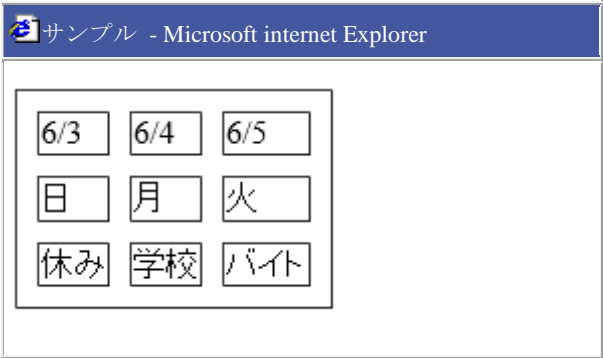 サンプル - Microsoft internet Explorer
6/3 6/4 6/5
日 月 火
休み 学校 バイト